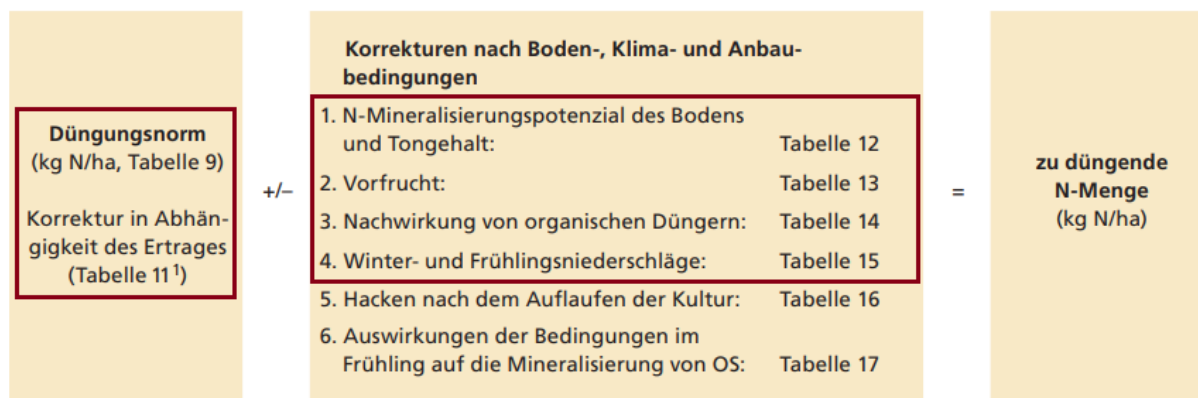 Düngungsnorm
(kg N/ha, Tabelle 9)
Korrektur in Abhän-
gigkeit des Ertrages
(Tabelle 11¹)
+/–
Korrekturen nach Boden-, Klima- und Anbau-
bedingungen
1. N-Mineralisierungspotenzial des Bodens
und Tongehalt: Tabelle 12
2. Vorfrucht: Tabelle 13
3. Nachwirkung von organischen Düngern: Tabelle 14
4. Winter- und Frühlingsniederschläge: Tabelle 15
5. Hacken nach dem Auflaufen der Kultur: Tabelle 16
6. Auswirkungen der Bedingungen im
Frühling auf die Mineralisierung von OS: Tabelle 17
=
zu düngende
N-Menge
(kg N/ha)